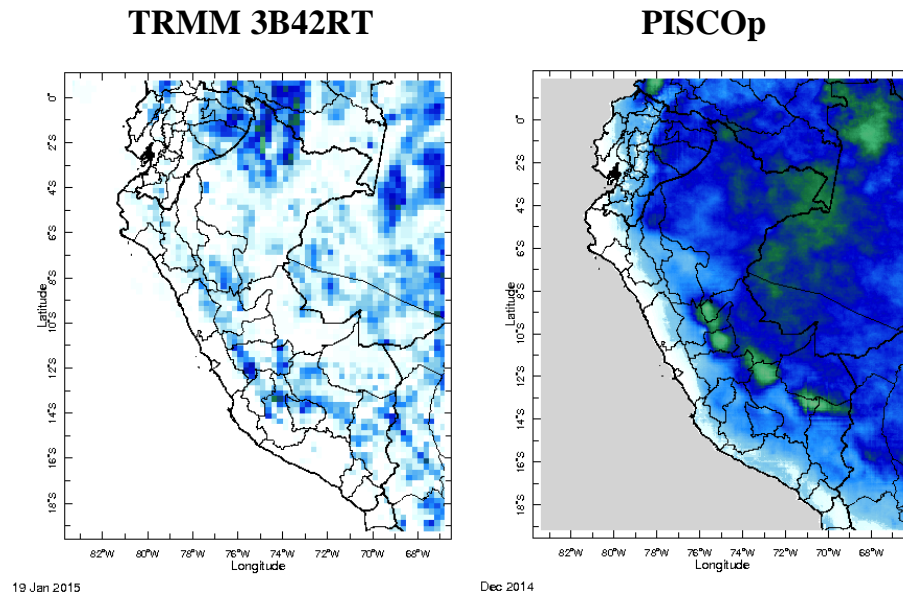 TRMM 3B42RT
PISCOp
0°
2°S
4°S
6°S
8°S
10°S
12°S
14°S
16°S
18°S
Latitude
82°W 80°W 78°W 76°W 74°W 72°W 70°W 68°W
Longitude
19 Jan 2015
0°
2°S
4°S
6°S
8°S
10°S
12°S
14°S
16°S
18°S
Latitude
82°W 80°W 78°W 76°W 74°W 72°W 70°W 68°W
Longitude
Dec 2014